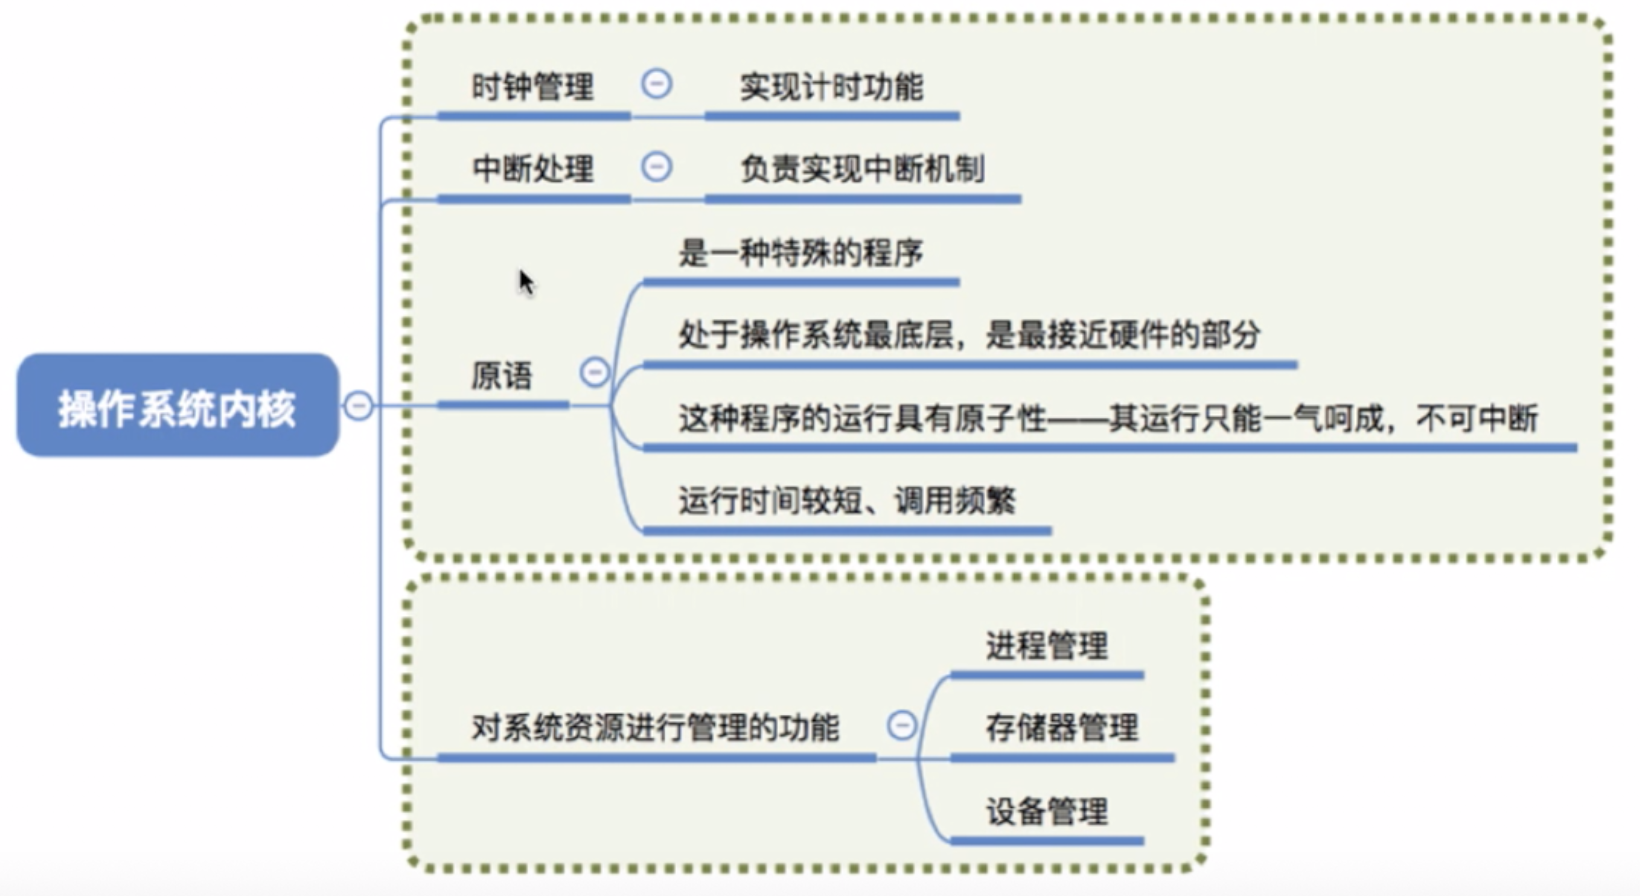 时钟管理
实现计时功能
中断处理
负责实现中断机制
是一种特殊的程序
处于操作系统最底层，是最接近硬件的部分
原语
这种程序的运行具有原子性——其运行只能一气呵成，不可中断
运行时间较短、调用频繁
操作系统内核
进程管理
对系统资源进行管理的功能
存储器管理
设备管理